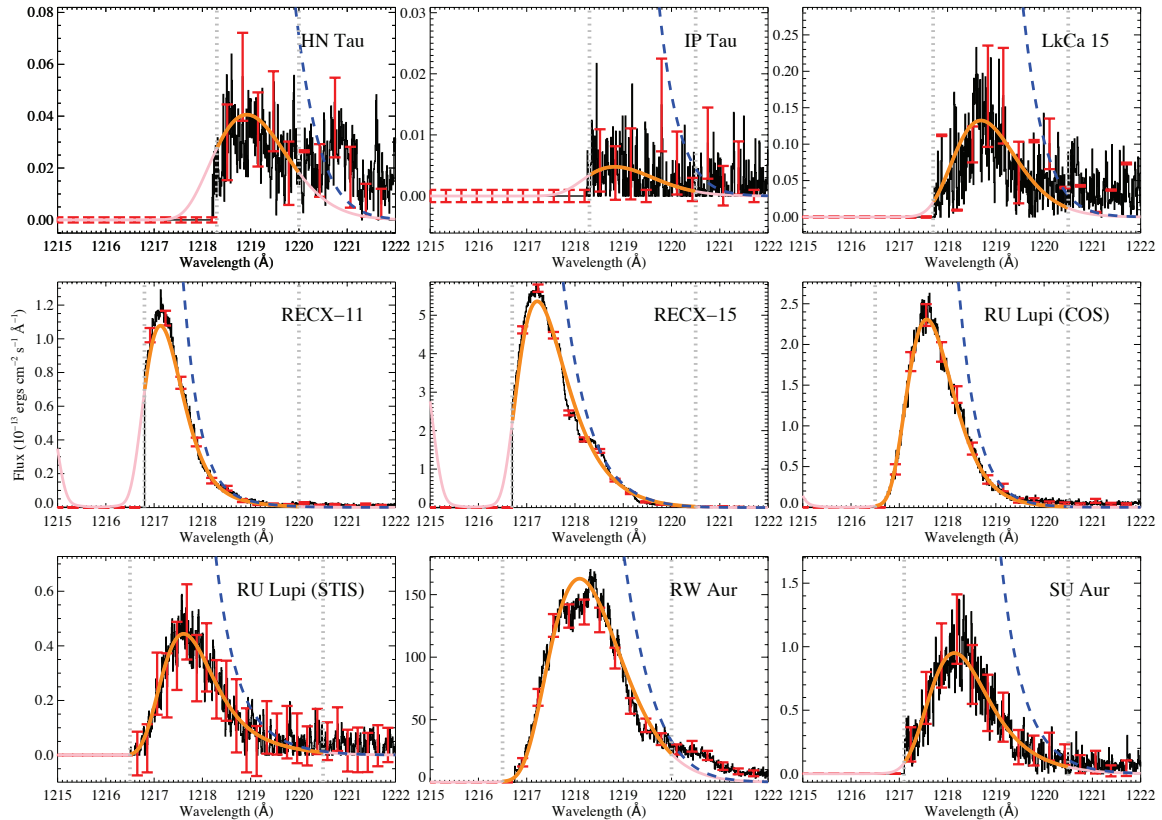 0.08
0.06
0.04
0.02
0.00
HN Tau
1215 1216 1217 1218 1219 1220 1221 1222
Wavelength (Å)
0.03
0.02
0.01
0.00
IP Tau
1215 1216 1217 1218 1219 1220 1221 1222
Wavelength (Å)
0.25
0.20
0.15
0.10
0.05
0.00
LkCa 15
1215 1216 1217 1218 1219 1220 1221 1222
Wavelength (Å)
Flux (10⁻¹³ ergs cm⁻² s⁻¹ Å⁻¹)
1.2
1.0
0.8
0.6
0.4
0.2
0.0
RECX−11
1215 1216 1217 1218 1219 1220 1221 1222
Wavelength (Å)
5
4
3
2
1
0
RECX−15
1215 1216 1217 1218 1219 1220 1221 1222
Wavelength (Å)
2.5
2.0
1.5
1.0
0.5
0.0
RU Lupi (COS)
1215 1216 1217 1218 1219 1220 1221 1222
Wavelength (Å)
0.6
0.4
0.2
0.0
RU Lupi (STIS)
1215 1216 1217 1218 1219 1220 1221 1222
Wavelength (Å)
150
100
50
0
RW Aur
1215 1216 1217 1218 1219 1220 1221 1222
Wavelength (Å)
1.5
1.0
0.5
0.0
SU Aur
1215 1216 1217 1218 1219 1220 1221 1222
Wavelength (Å)